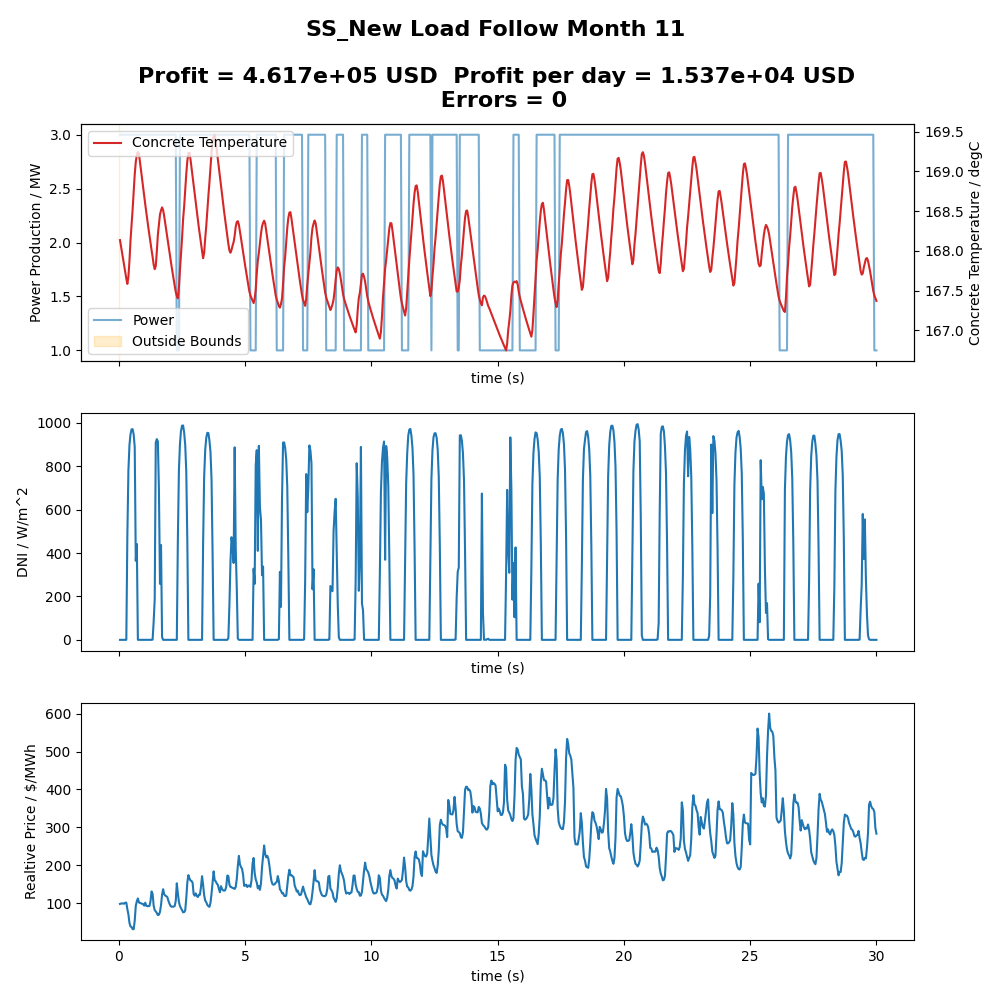 SS_New Load Follow Month 11
Profit = 4.617e+05 USD  Profit per day = 1.537e+04 USD
Errors = 0
Power Production / MW
3.0
2.5
2.0
1.5
1.0
Concrete Temperature
Power
Outside Bounds
169.5
169.0
168.5
168.0
167.5
167.0
Concrete Temperature / degC
time (s)
DNI / W/m^2
1000
800
600
400
200
0
time (s)
Realtive Price / $/MWh
600
500
400
300
200
100
0
5
10
15
20
25
30
time (s)